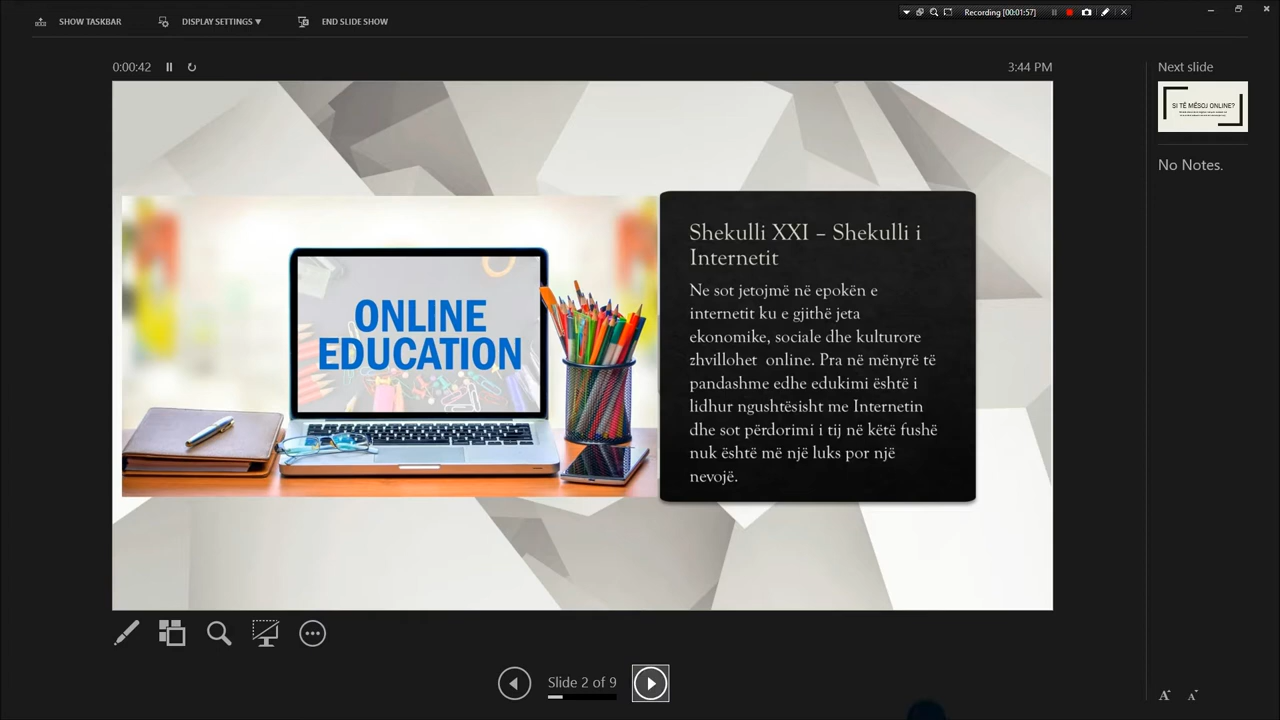 SHOW TASKBAR
DISPLAY SETTINGS
END SLIDE SHOW
Recording [00:01:57]
0:00:42
3:44 PM
Next slide
SI TË MËSOJ ONLINE?
No Notes.
ONLINE
EDUCATION
Shekulli XXI – Shekulli i
Internetit
Ne sot jetojmë në epokën e
internetit ku e gjithë jeta
ekonomike, sociale dhe kulturore
zhvillohet online. Pra në mënyrë të
pandashme edhe edukimi është i
lidhur ngushtësisht me Internetin
dhe sot përdorimi i tij në këtë fushë
nuk është më një luks por një
nevojë.
Slide 2 of 9
A A